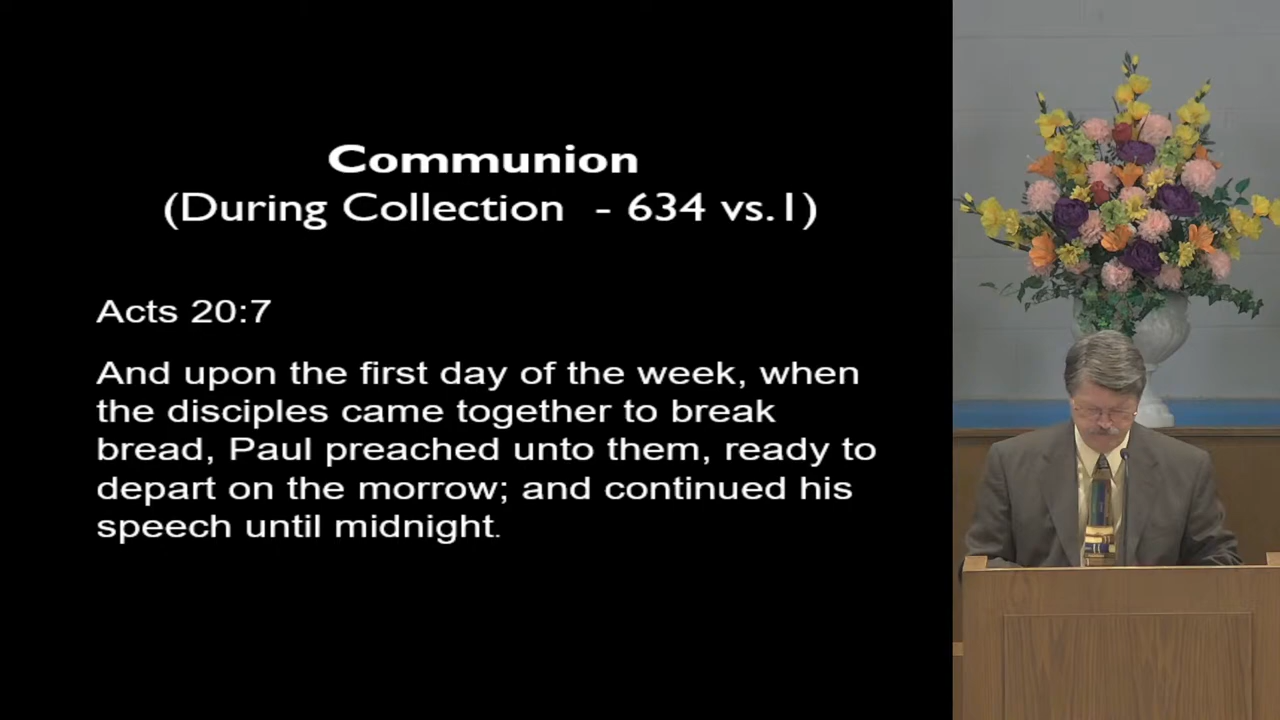 Communion
(During Collection - 634 vs.1)
Acts 20:7
And upon the first day of the week, when
the disciples came together to break
bread, Paul preached unto them, ready to
depart on the morrow; and continued his
speech until midnight.